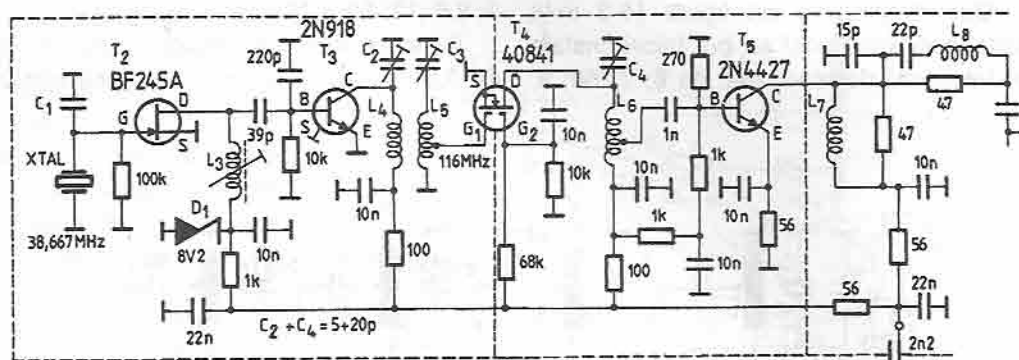 2N918
T2
BF245A
C1
G
D
S
XTAL
38,667MHz
100k
L3
D1
8V2
10n
1k
22n
39p
220p
T3
B
C
E
S
10k
C2
L4
10n
100
C2 ÷ C4 = 5+20p
C3
L5
116MHz
T4
40841
S
D
G1
G2
10n
10k
68k
C4
L6
1n
10n
1k
100
10n
270
T5
2N4427
B
C
E
1k
10n
56
15p
22p
L8
L7
47
47
10n
56
56
22n
2n2